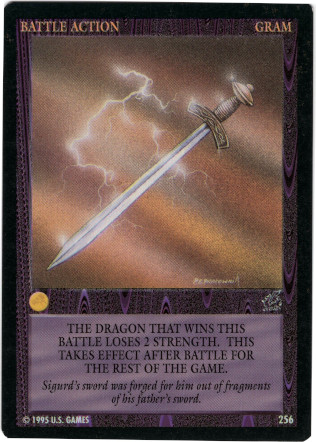 BATTLE ACTION GRAM
THE DRAGON THAT WINS THIS
BATTLE LOSES 2 STRENGTH. THIS
TAKES EFFECT AFTER BATTLE FOR
THE REST OF THE GAME.
Sigurd's sword was forged for him out of fragments
of his father's sword.
© 1995 U.S. GAMES 256